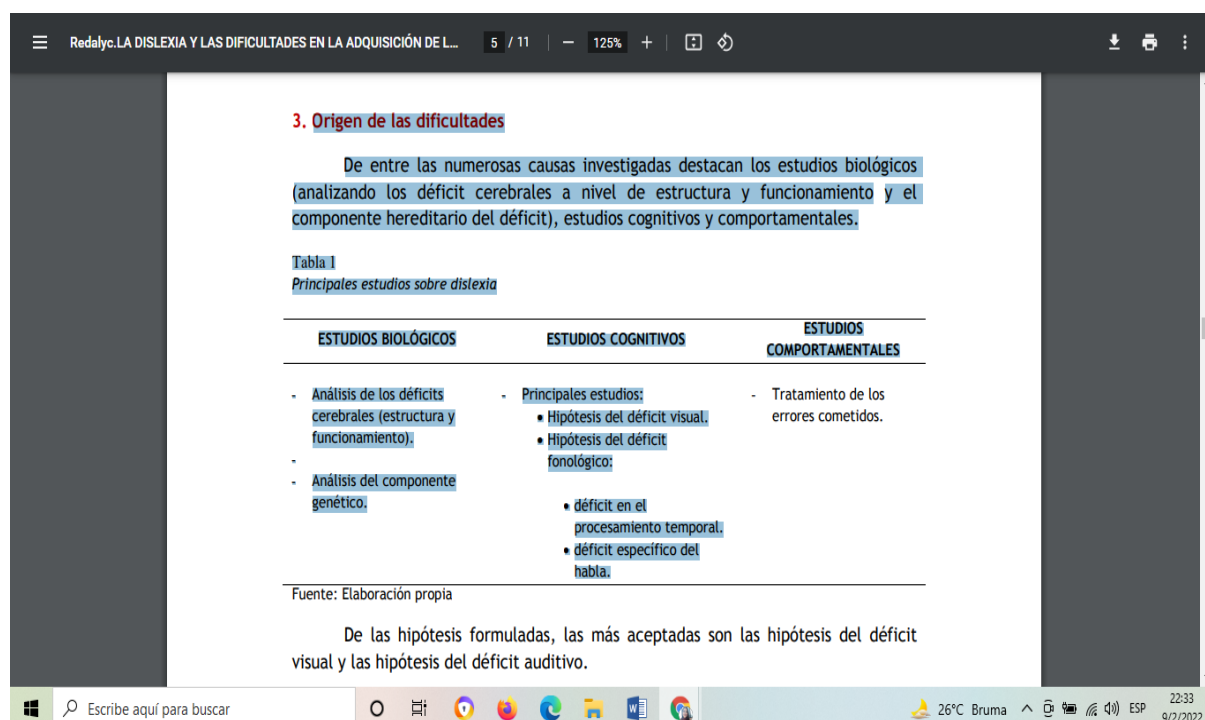 Redalyc.LA DISLEXIA Y LAS DIFICULTADES EN LA ADQUISICIÓN DE L...
5 / 11
125%
3. Origen de las dificultades
De entre las numerosas causas investigadas destacan los estudios biológicos
(analizando los déficit cerebrales a nivel de estructura y funcionamiento y el
componente hereditario del déficit), estudios cognitivos y comportamentales.
Tabla 1
Principales estudios sobre dislexia
ESTUDIOS BIOLÓGICOS
ESTUDIOS COGNITIVOS
ESTUDIOS
COMPORTAMENTALES
- Análisis de los déficits
cerebrales (estructura y
funcionamiento).
-
- Análisis del componente
genético.
- Principales estudios:
• Hipótesis del déficit visual.
• Hipótesis del déficit
fonológico:
• déficit en el
procesamiento temporal.
• déficit específico del
habla.
- Tratamiento de los
errores cometidos.
Fuente: Elaboración propia
De las hipótesis formuladas, las más aceptadas son las hipótesis del déficit
visual y las hipótesis del déficit auditivo.
Escribe aquí para buscar
26°C Bruma
ESP
22:33
9/2/2022